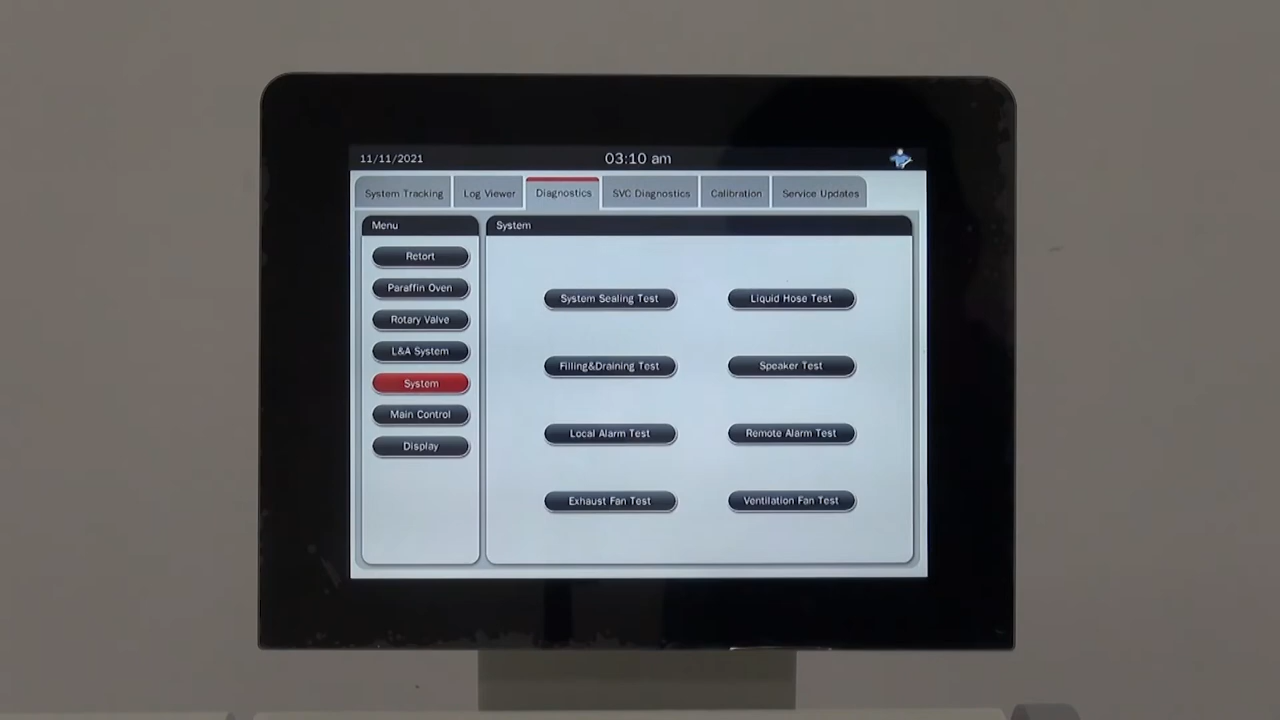 11/11/2021 03:10 am
System Tracking Log Viewer Diagnostics SVC Diagnostics Calibration Service Updates
Menu
Retort
Paraffin Oven
Rotary Valve
L&A System
System
Main Control
Display
System
System Sealing Test Liquid Hose Test
Filling&Draining Test Speaker Test
Local Alarm Test Remote Alarm Test
Exhaust Fan Test Ventilation Fan Test